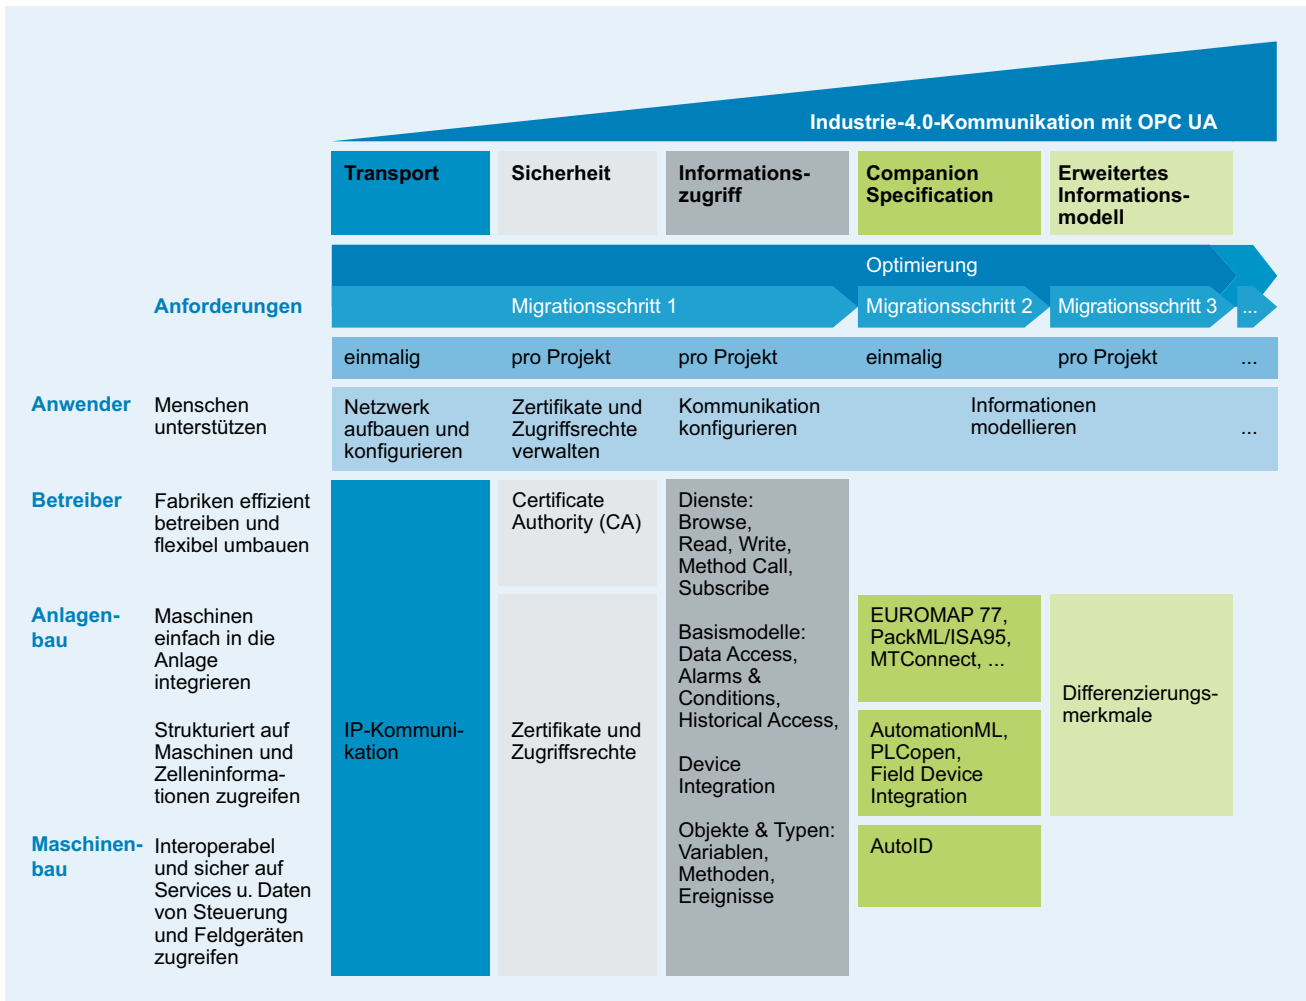 Industrie-4.0-Kommunikation mit OPC UA
Transport
Sicherheit
Informations-
zugriff
Companion
Specification
Erweitertes
Informations-
modell
Optimierung
Anforderungen
Migrationsschritt 1
Migrationsschritt 2
Migrationsschritt 3
...
einmalig
pro Projekt
pro Projekt
einmalig
pro Projekt
...
Anwender
Menschen
unterstützen
Netzwerk
aufbauen und
konfigurieren
Zertifikate und
Zugriffsrechte
verwalten
Kommunikation
konfigurieren
Informationen
modellieren
...
Betreiber
Fabriken effizient
betreiben und
flexibel umbauen
Certificate
Authority (CA)
Dienste:
Browse,
Read, Write,
Method Call,
Subscribe
Anlagen-
bau
Maschinen
einfach in die
Anlage
integrieren
Basismodelle:
Data Access,
Alarms &
Conditions,
Historical Access,
EUROMAP 77,
PackML/ISA95,
MTConnect, ...
Differenzierungs-
merkmale
Strukturiert auf
Maschinen und
Zelleninforma-
tionen zugreifen
IP-Kommuni-
kation
Zertifikate und
Zugriffsrechte
Device
Integration
AutomationML,
PLCopen,
Field Device
Integration
Maschinen-
bau
Interoperabel
und sicher auf
Services u. Daten
von Steuerung
und Feldgeräten
zugreifen
Objekte & Typen:
Variablen,
Methoden,
Ereignisse
AutoID